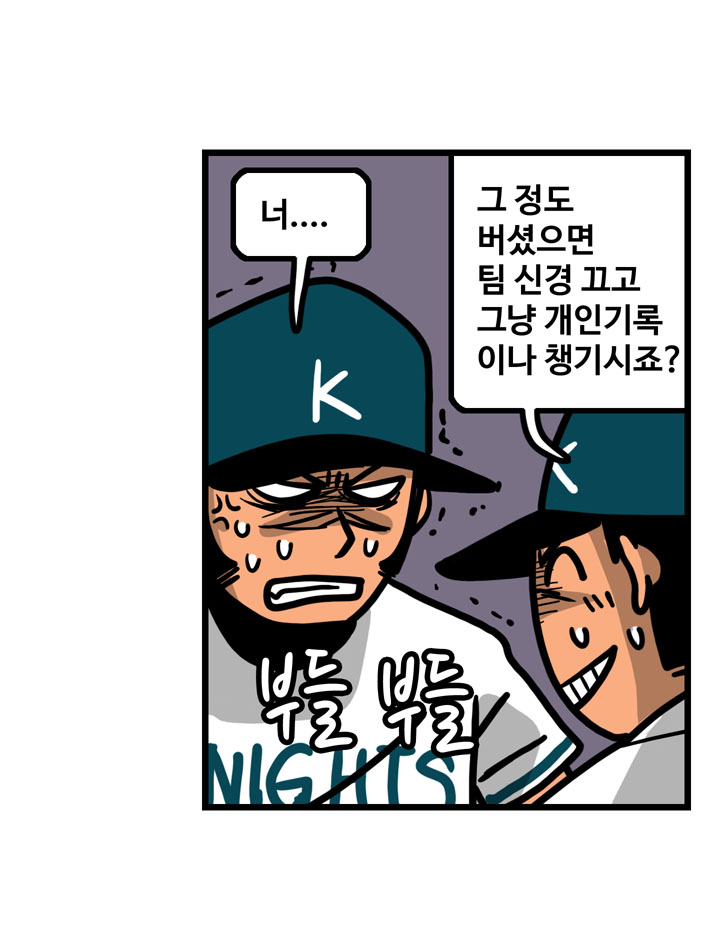 너....
그 정도
버셨으면
팀 신경 끄고
그냥 개인기록
이나 챙기시죠?
K
K
부들 부들
NIGHTS